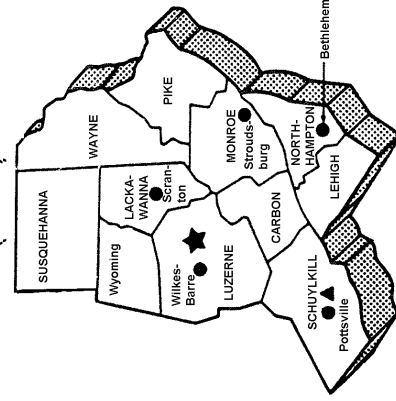 SUSQUEHANNA
WAYNE
PIKE
Wyoming
LACKA-
WANNA
Scran-
ton
Wilkes-
Barre
LUZERNE
MONROE
Strouds-
burg
CARBON
NORTH-
HAMPTON
Bethlehem
LEHIGH
SCHUYLKILL
Pottsville